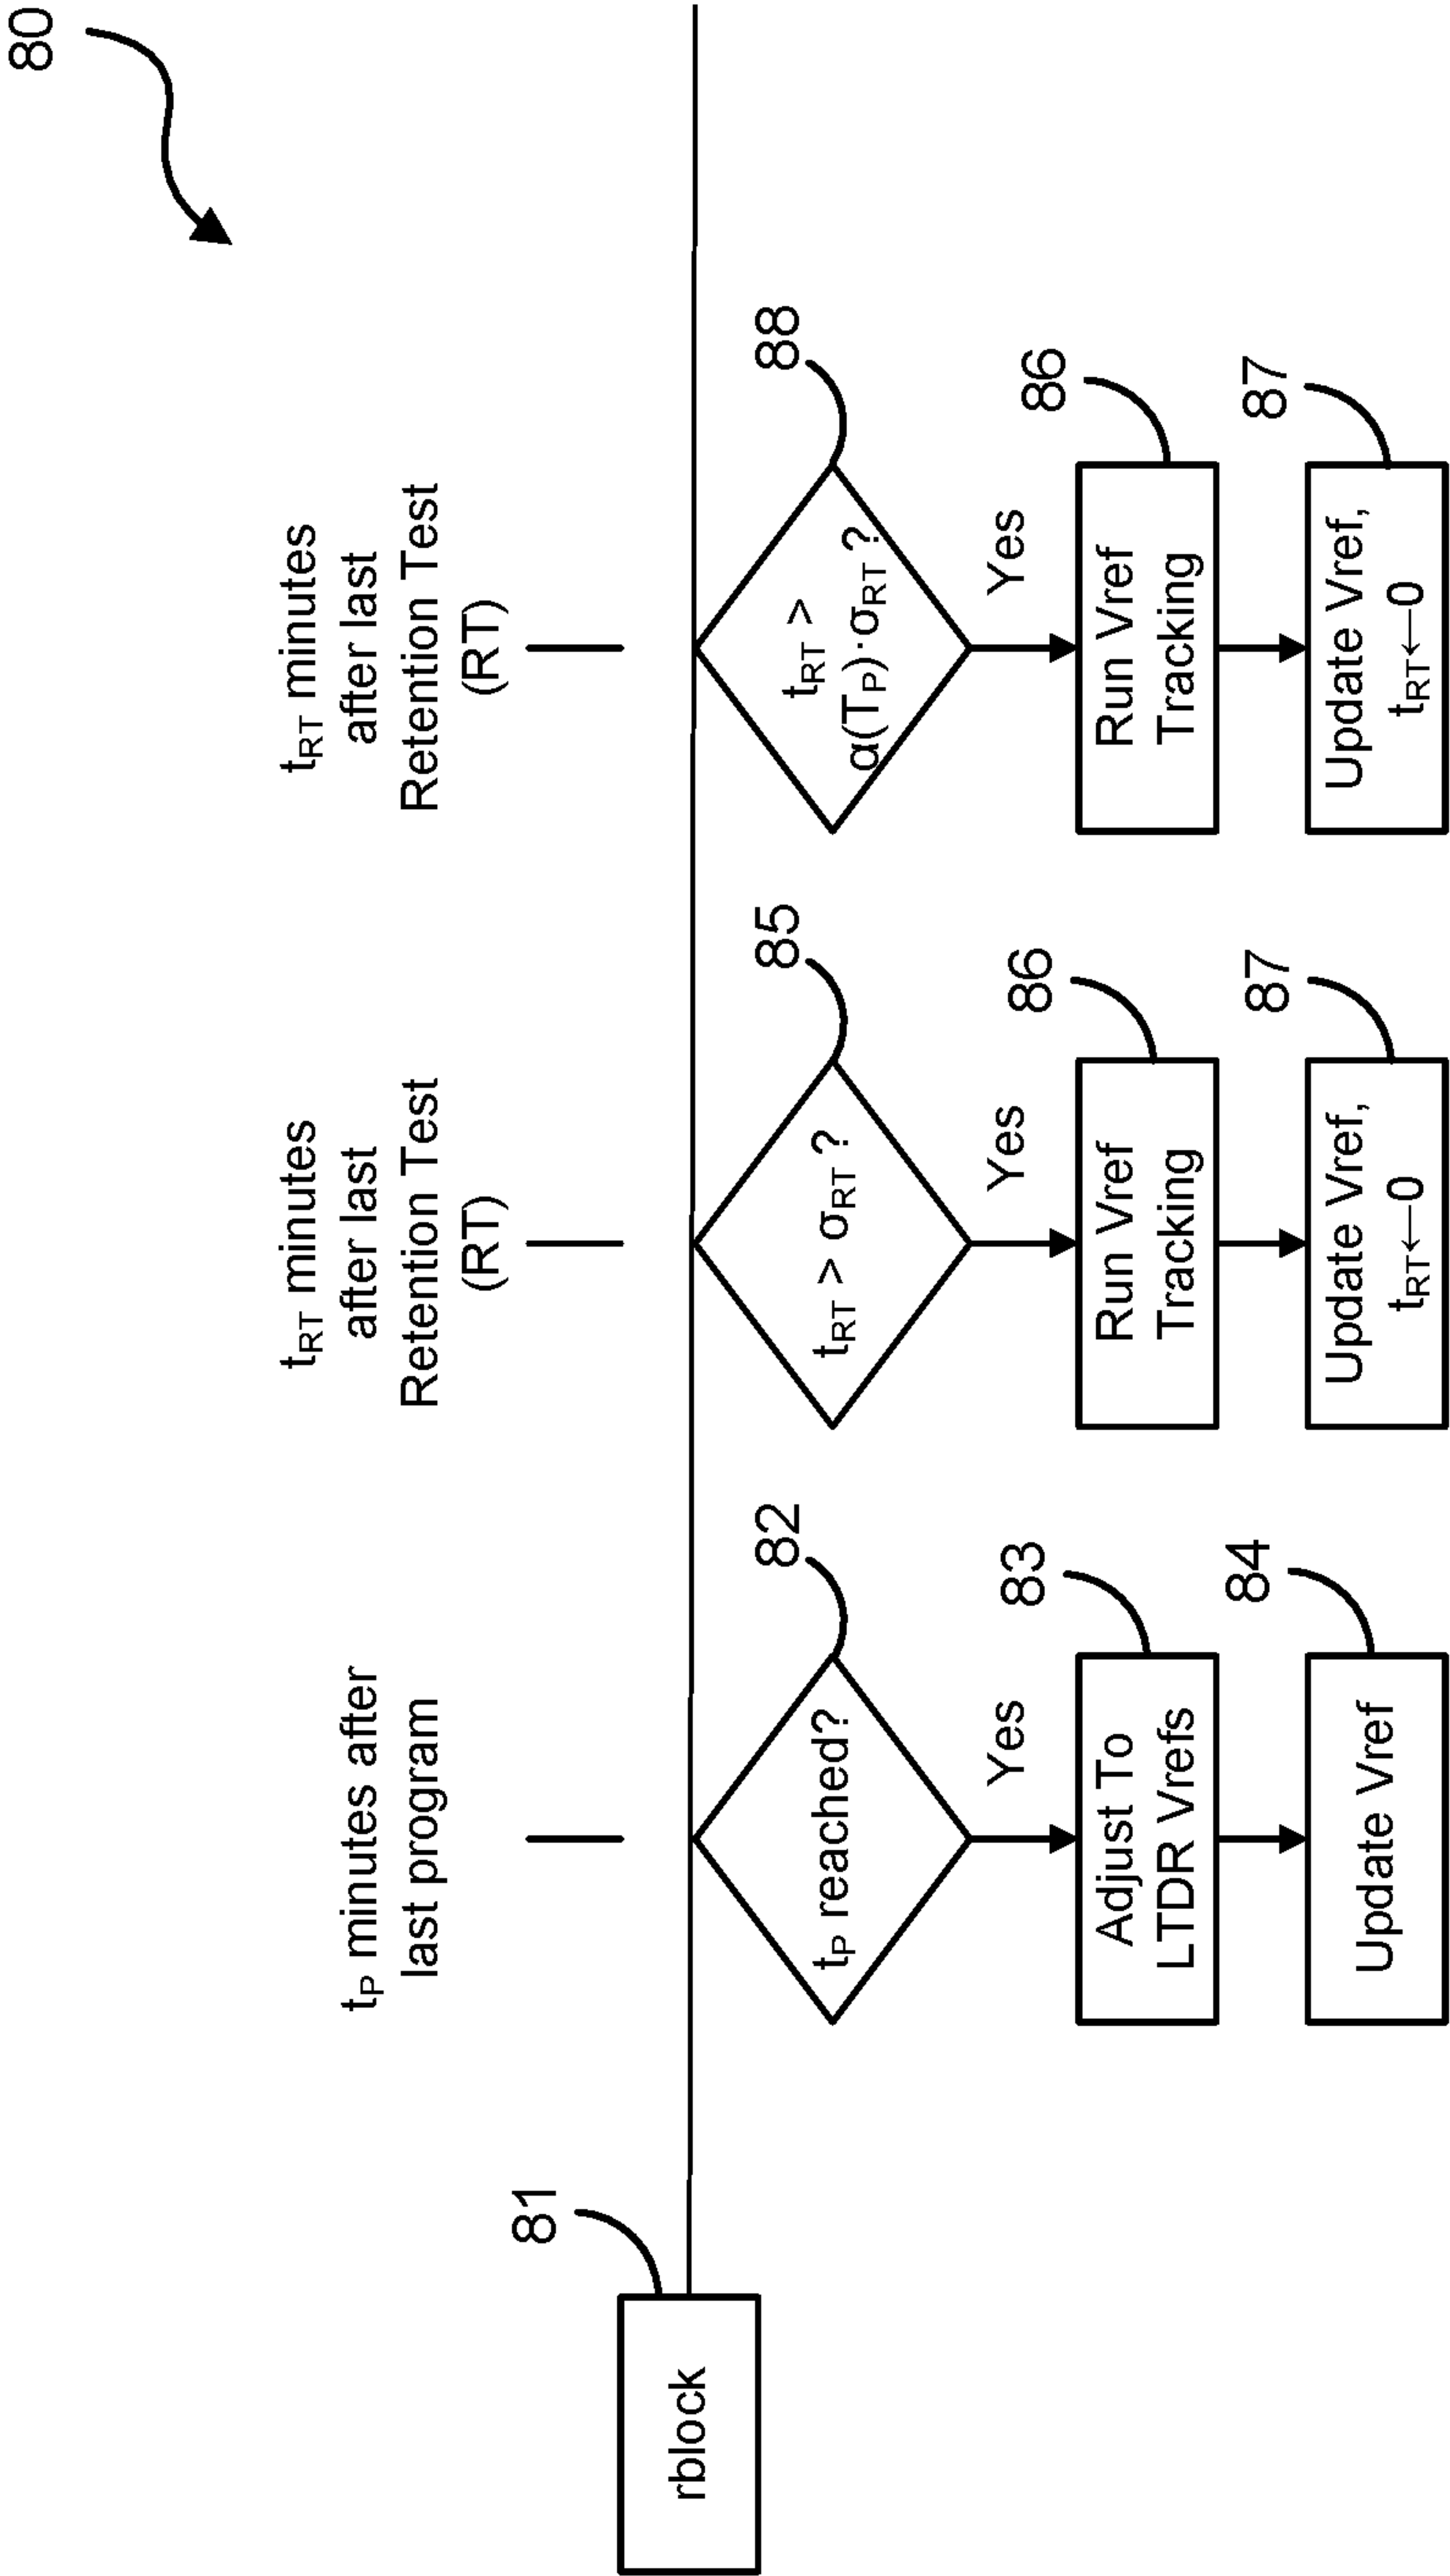 80
t_P minutes after
last program
t_RT minutes
after last
Retention Test
(RT)
t_RT minutes
after last
Retention Test
(RT)
81
rblock
82
t_P reached?
Yes
83
Adjust To
LTDR Vrefs
84
Update Vref
85
t_RT > σ_RT ?
Yes
86
Run Vref
Tracking
87
Update Vref,
t_RT←0
88
t_RT >
α(T_P)·σ_RT ?
Yes
86
Run Vref
Tracking
87
Update Vref,
t_RT←0